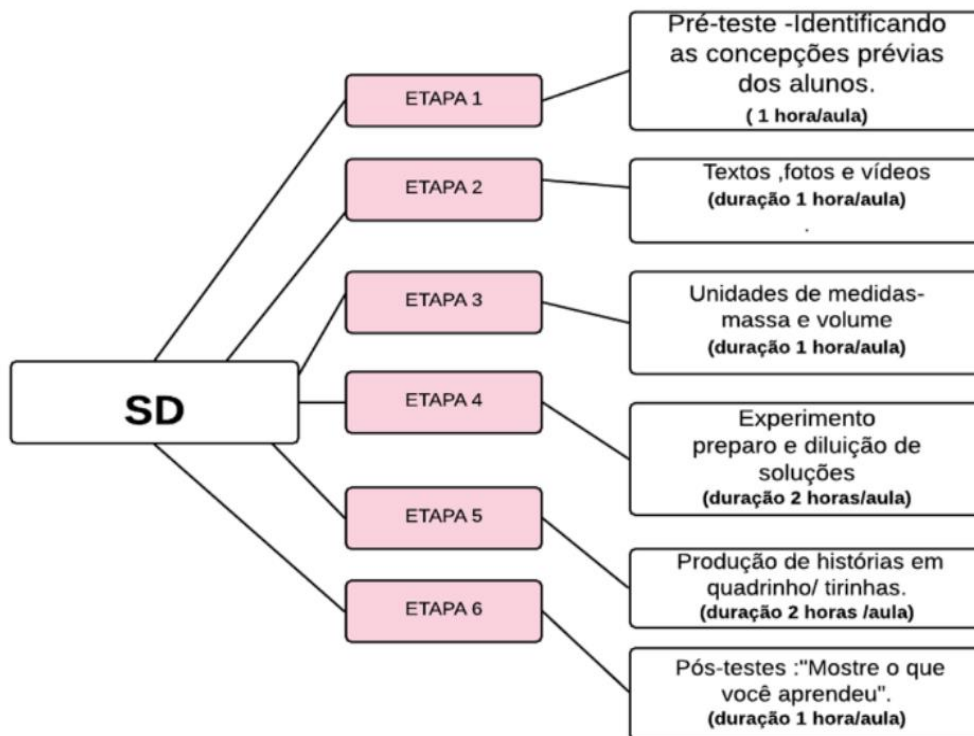 SD
ETAPA 1
Pré-teste -Identificando
as concepções prévias
dos alunos.
( 1 hora/aula)
ETAPA 2
Textos ,fotos e vídeos
(duração 1 hora/aula)
.
ETAPA 3
Unidades de medidas-
massa e volume
(duração 1 hora/aula)
ETAPA 4
Experimento
preparo e diluição de
soluções
(duração 2 horas/aula)
ETAPA 5
Produção de histórias em
quadrinho/ tirinhas.
(duração 2 horas /aula)
ETAPA 6
Pós-testes :"Mostre o que
você aprendeu".
(duração 1 hora/aula)